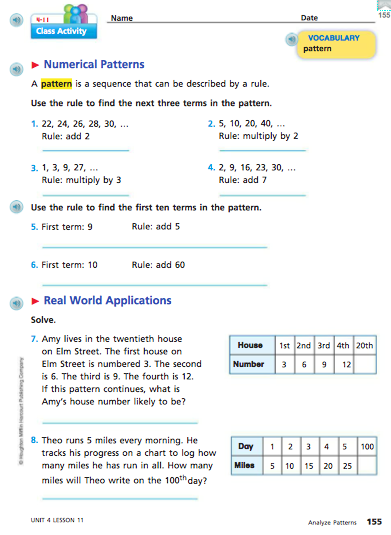 155
4-11
Class Activity
Name
Date
VOCABULARY
pattern
► Numerical Patterns
A pattern is a sequence that can be described by a rule.
Use the rule to find the next three terms in the pattern.
1. 22, 24, 26, 28, 30, ...
Rule: add 2
2. 5, 10, 20, 40, ...
Rule: multiply by 2
3. 1, 3, 9, 27, ...
Rule: multiply by 3
4. 2, 9, 16, 23, 30, ...
Rule: add 7
Use the rule to find the first ten terms in the pattern.
5. First term: 9 Rule: add 5
6. First term: 10 Rule: add 60
► Real World Applications
Solve.
7. Amy lives in the twentieth house
on Elm Street. The first house on
Elm Street is numbered 3. The second
is 6. The third is 9. The fourth is 12.
If this pattern continues, what is
Amy's house number likely to be?
House 1st 2nd 3rd 4th 20th
Number 3 6 9 12
8. Theo runs 5 miles every morning. He
tracks his progress on a chart to log how
many miles he has run in all. How many
miles will Theo write on the 100th day?
Day 1 2 3 4 5 100
Miles 5 10 15 20 25
© Houghton Mifflin Harcourt Publishing Company
UNIT 4 LESSON 11
Analyze Patterns 155